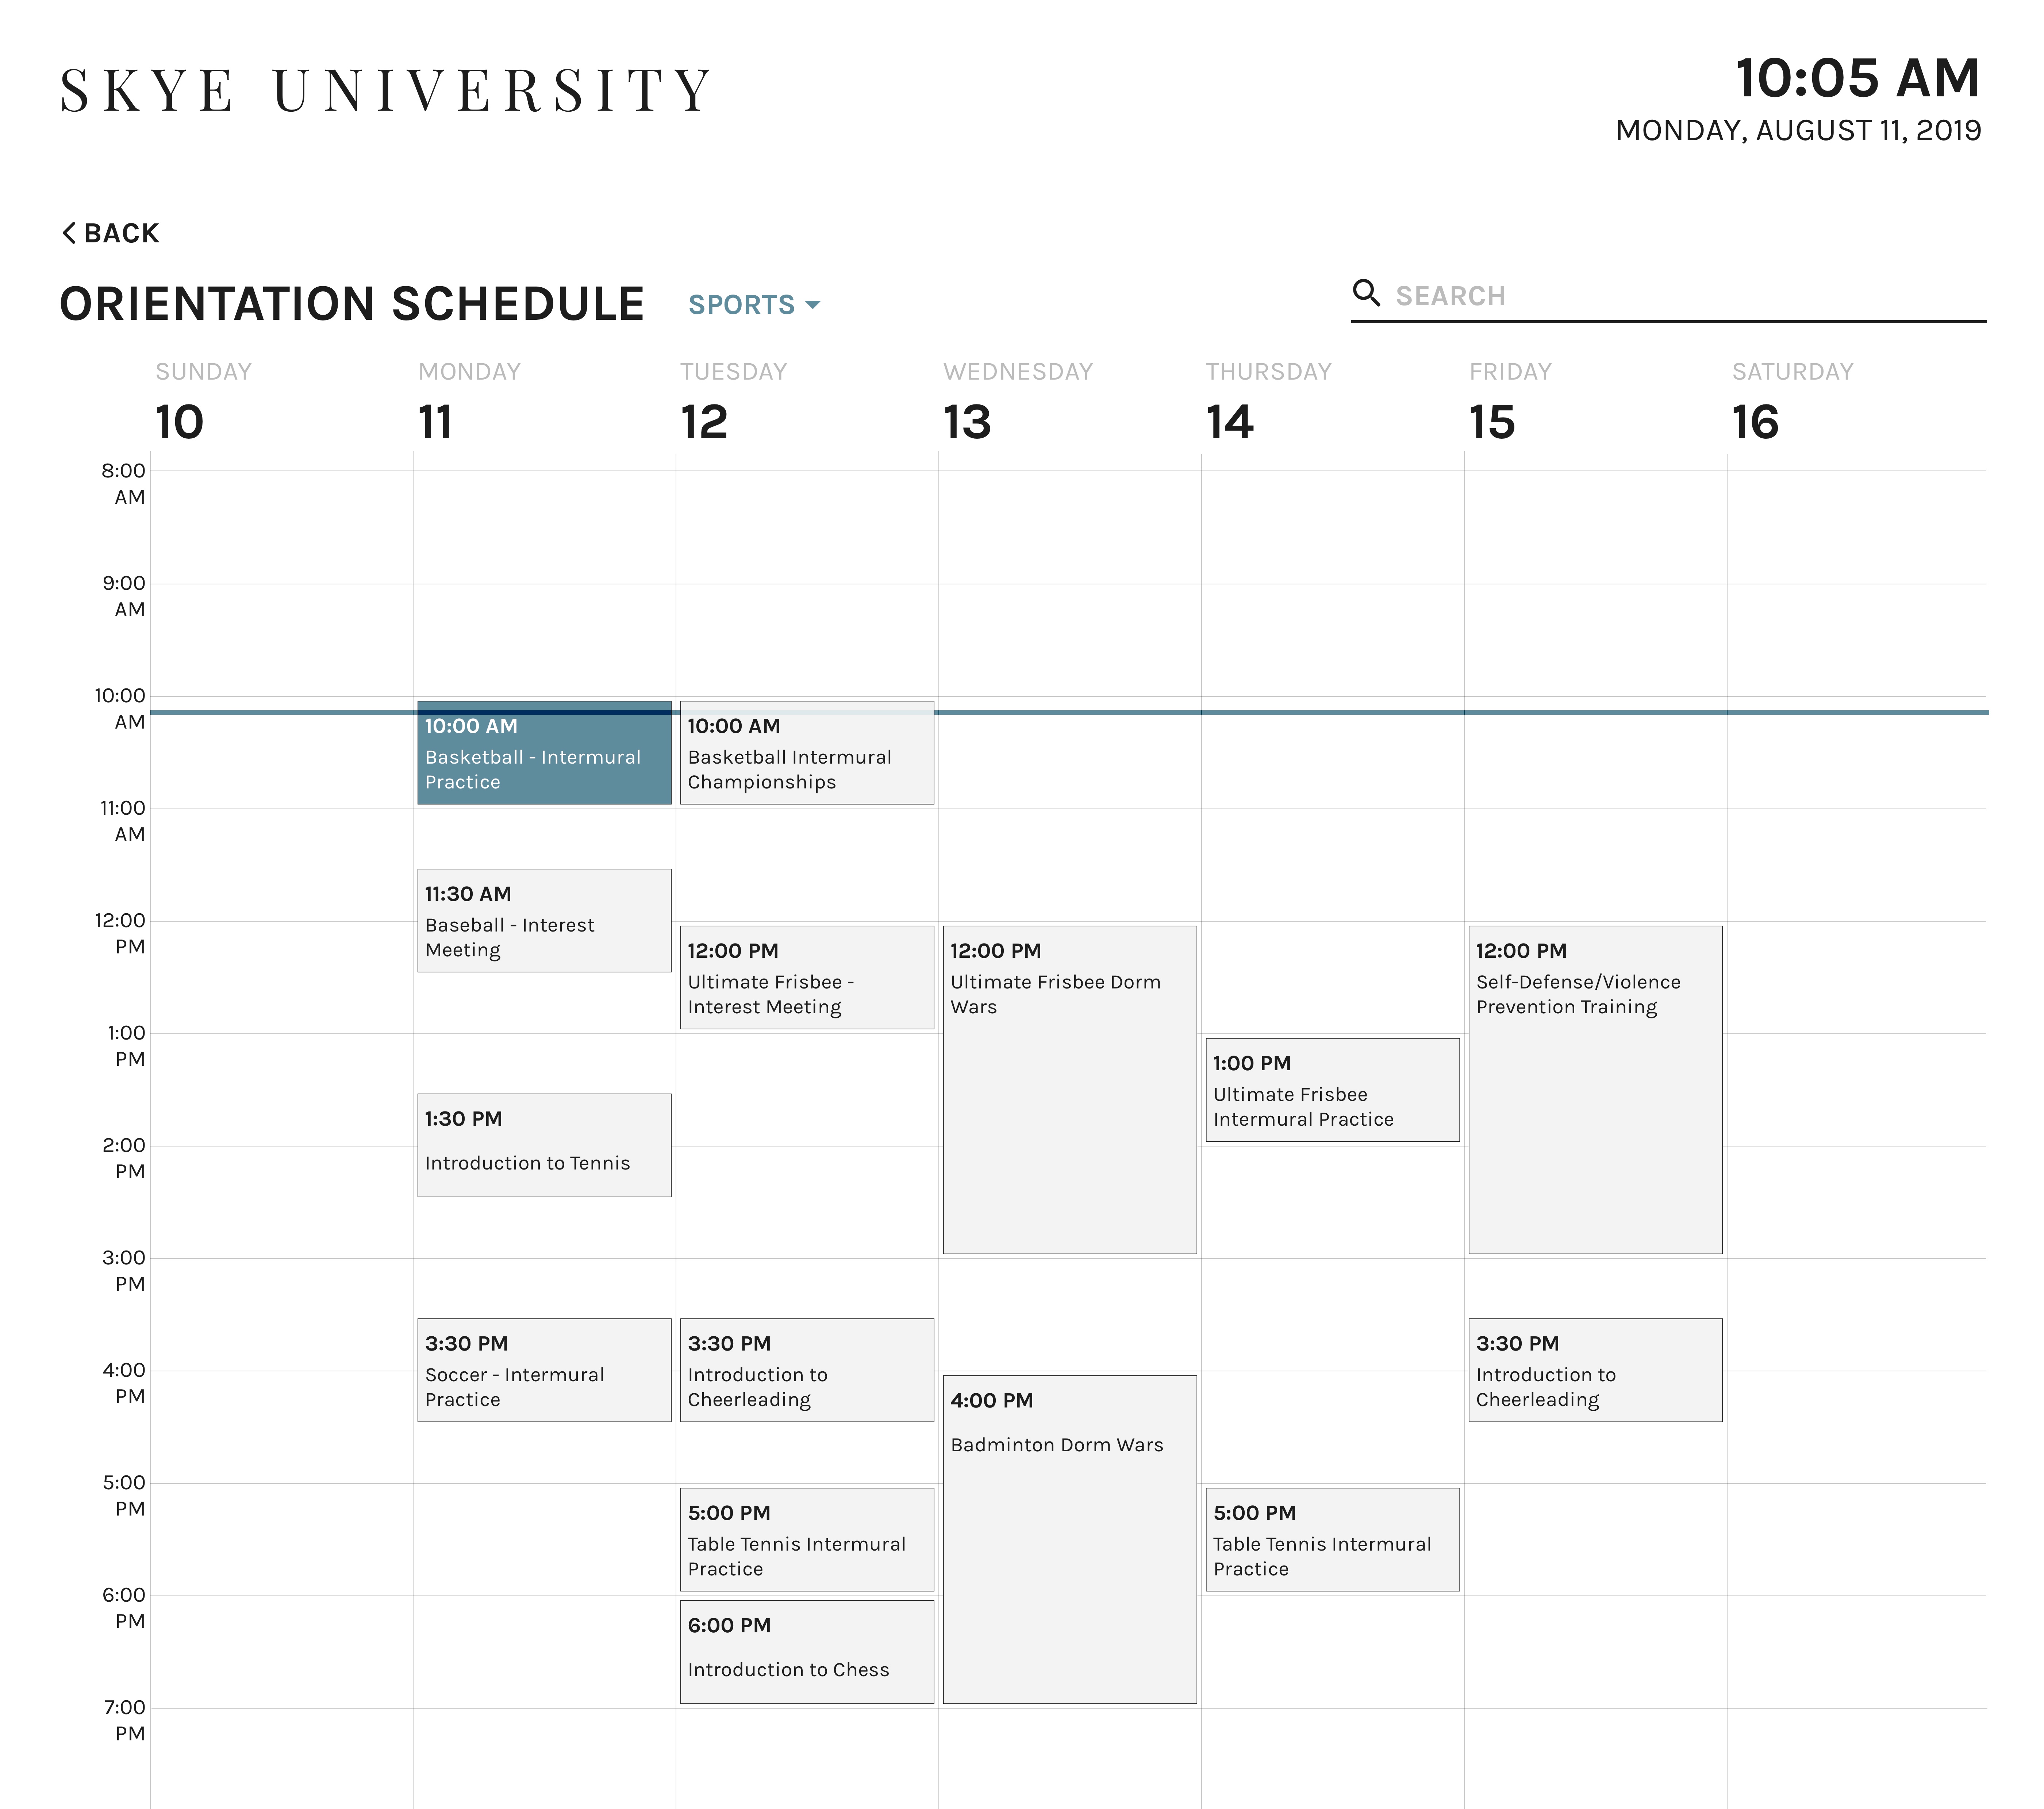 SKYE UNIVERSITY
10:05 AM
MONDAY, AUGUST 11, 2019
BACK
ORIENTATION SCHEDULE
SPORTS
SEARCH
SUNDAY
MONDAY
TUESDAY
WEDNESDAY
THURSDAY
FRIDAY
SATURDAY
10
11
12
13
14
15
16
8:00
AM
9:00
AM
10:00
AM
11:00
AM
12:00
PM
1:00
PM
2:00
PM
3:00
PM
4:00
PM
5:00
PM
6:00
PM
7:00
PM
10:00 AM
Basketball - Intermural
Practice
11:30 AM
Baseball - Interest
Meeting
1:30 PM
Introduction to Tennis
3:30 PM
Soccer - Intermural
Practice
10:00 AM
Basketball Intermural
Championships
12:00 PM
Ultimate Frisbee -
Interest Meeting
3:30 PM
Introduction to
Cheerleading
5:00 PM
Table Tennis Intermural
Practice
6:00 PM
Introduction to Chess
12:00 PM
Ultimate Frisbee Dorm
Wars
4:00 PM
Badminton Dorm Wars
1:00 PM
Ultimate Frisbee
Intermural Practice
5:00 PM
Table Tennis Intermural
Practice
12:00 PM
Self-Defense/Violence
Prevention Training
3:30 PM
Introduction to
Cheerleading